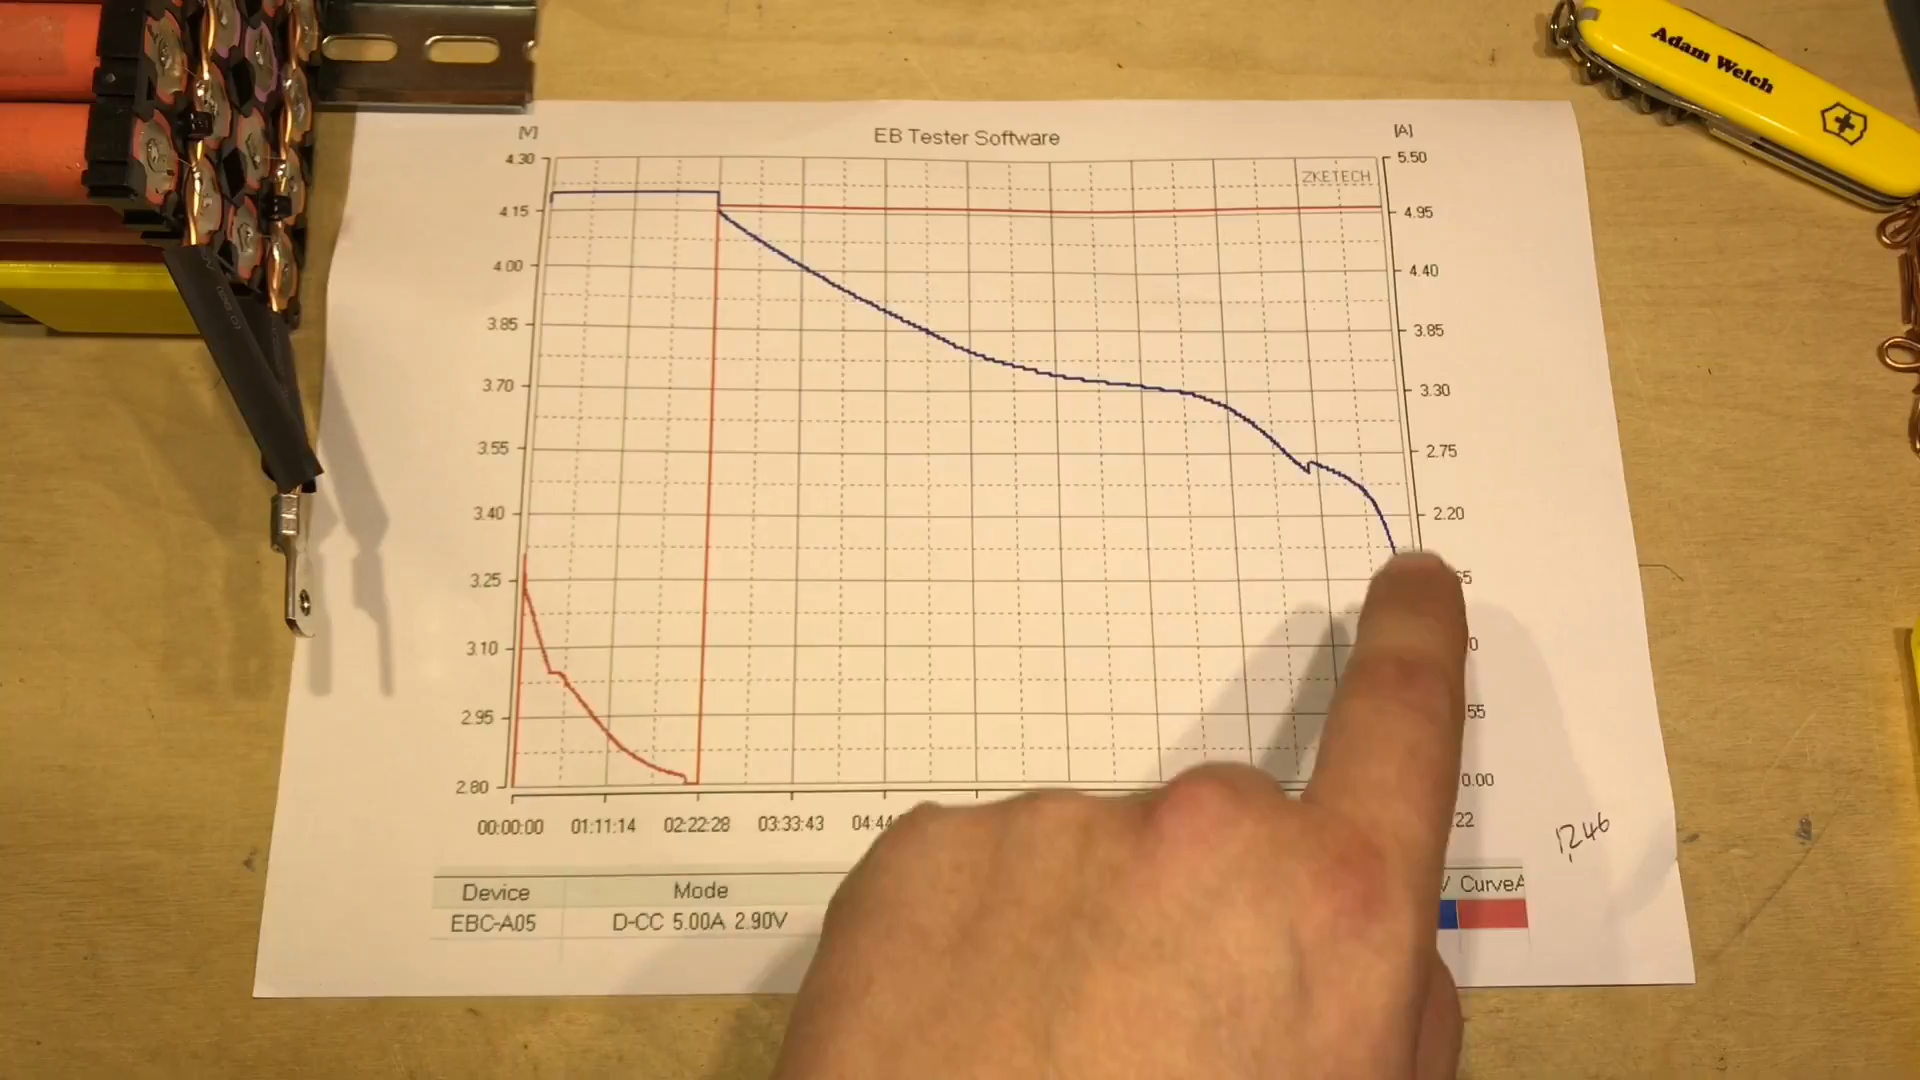 Adam Welch
[V]
EB Tester Software
[A]
4.30
5.50
ZKETECH
4.15
4.95
4.00
4.40
3.85
3.85
3.70
3.30
3.55
2.75
3.40
2.20
3.25
3.10
2.95
2.80
0.00
00:00:00 01:11:14 02:22:28 03:33:43
Device Mode CurveA
EBC-A05 D-CC 5.00A 2.90V